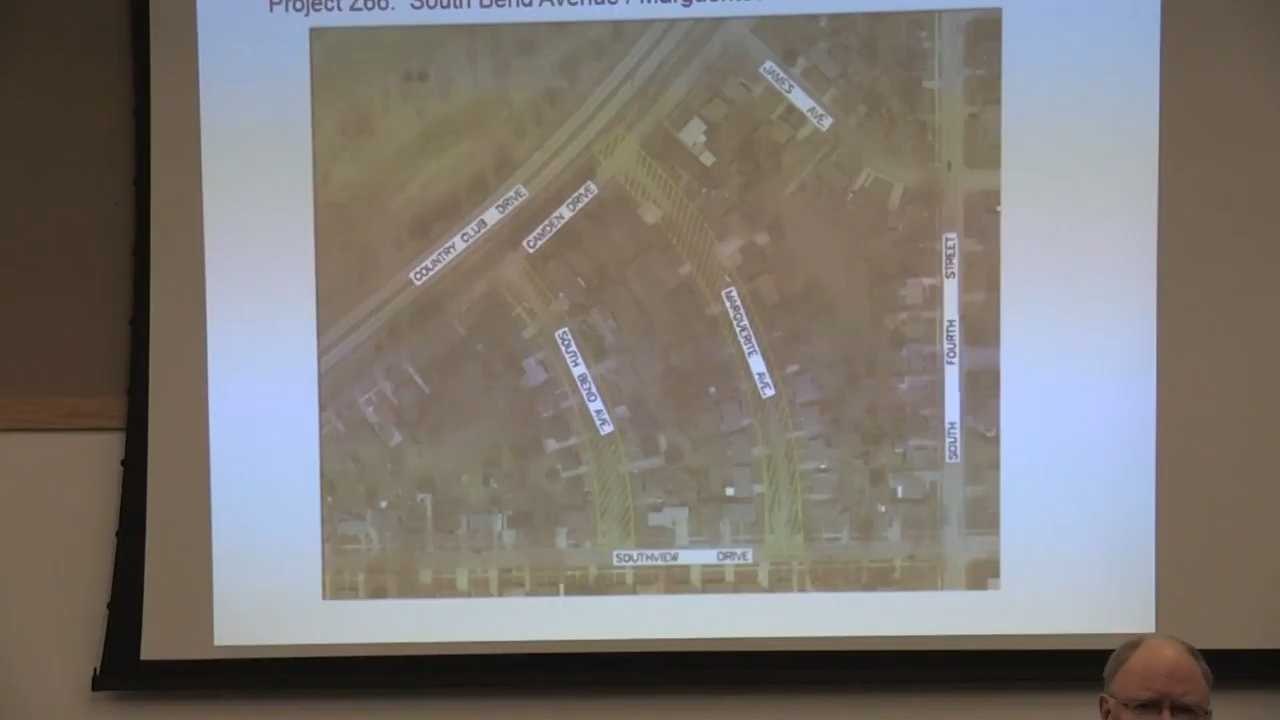 Project Z66: South Bend Avenue / Marguerite
JAMES AVE.
COUNTRY CLUB DRIVE
CAMDEN DRIVE
SOUTH BEND AVE.
MARGUERITE AVE.
SOUTH FOURTH STREET
SOUTHVIEW DRIVE